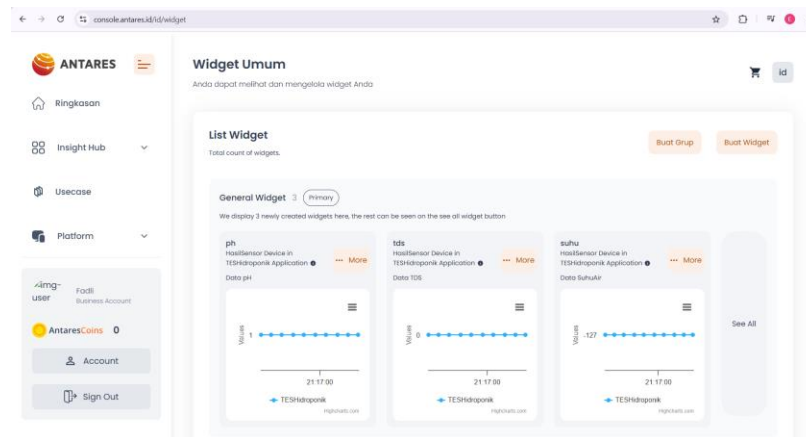 console.antares.id/id/widget
ANTARES
Ringkasan
Insight Hub
Usecase
Platform
img-user
Fadli
Business Account
AntaresCoins 0
Account
Sign Out
Widget Umum
Anda dapat melihat dan mengelola widget Anda
id
List Widget
Total count of widgets.
Buat Grup
Buat Widget
General Widget 3 Primary
We display 3 newly created widgets here, the rest can be seen on the see all widget button
ph
HasilSensor Device in
TESHidroponik Application
... More
Data pH
Values
1
21:17:00
TESHidroponik
Highcharts.com
tds
HasilSensor Device in
TESHidroponik Application
... More
Data TDS
Values
0
21:17:00
TESHidroponik
Highcharts.com
suhu
HasilSensor Device in
TESHidroponik Application
... More
Data SuhuAir
Values
-127
21:17:00
TESHidroponik
Highcharts.com
See All